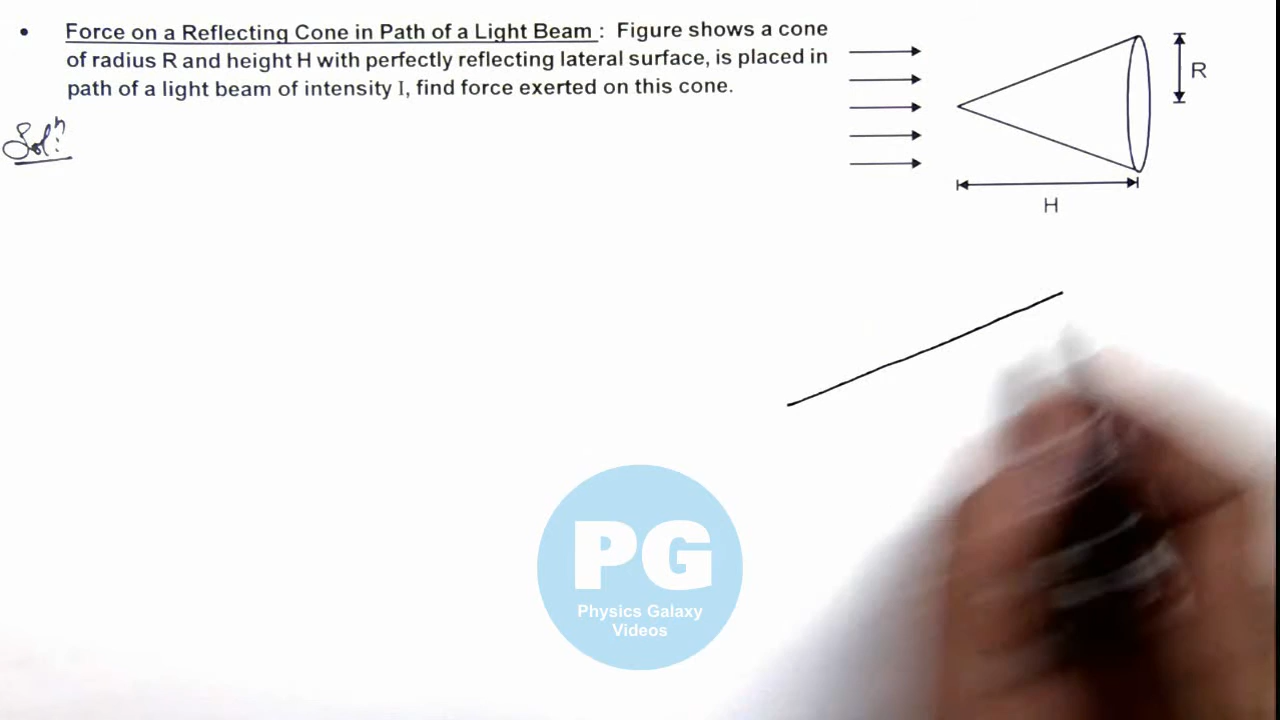 • Force on a Reflecting Cone in Path of a Light Beam : Figure shows a cone
of radius R and height H with perfectly reflecting lateral surface, is placed in
path of a light beam of intensity I, find force exerted on this cone.
R
H
Solⁿ:
PG
Physics Galaxy
Videos